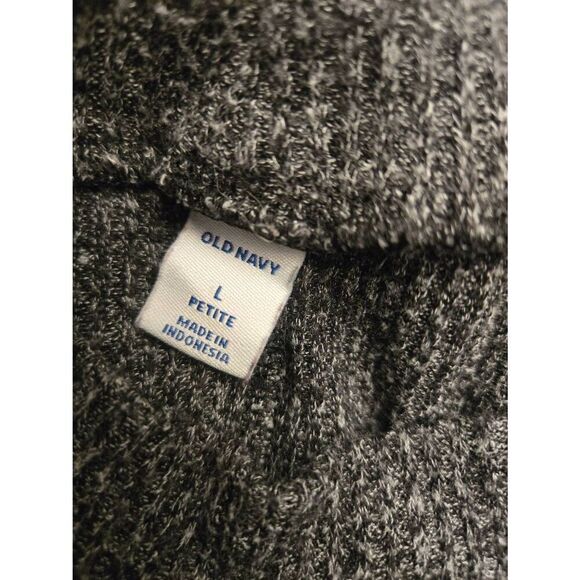 OLD NAVY
L
PETITE
MADE IN
INDONESIA